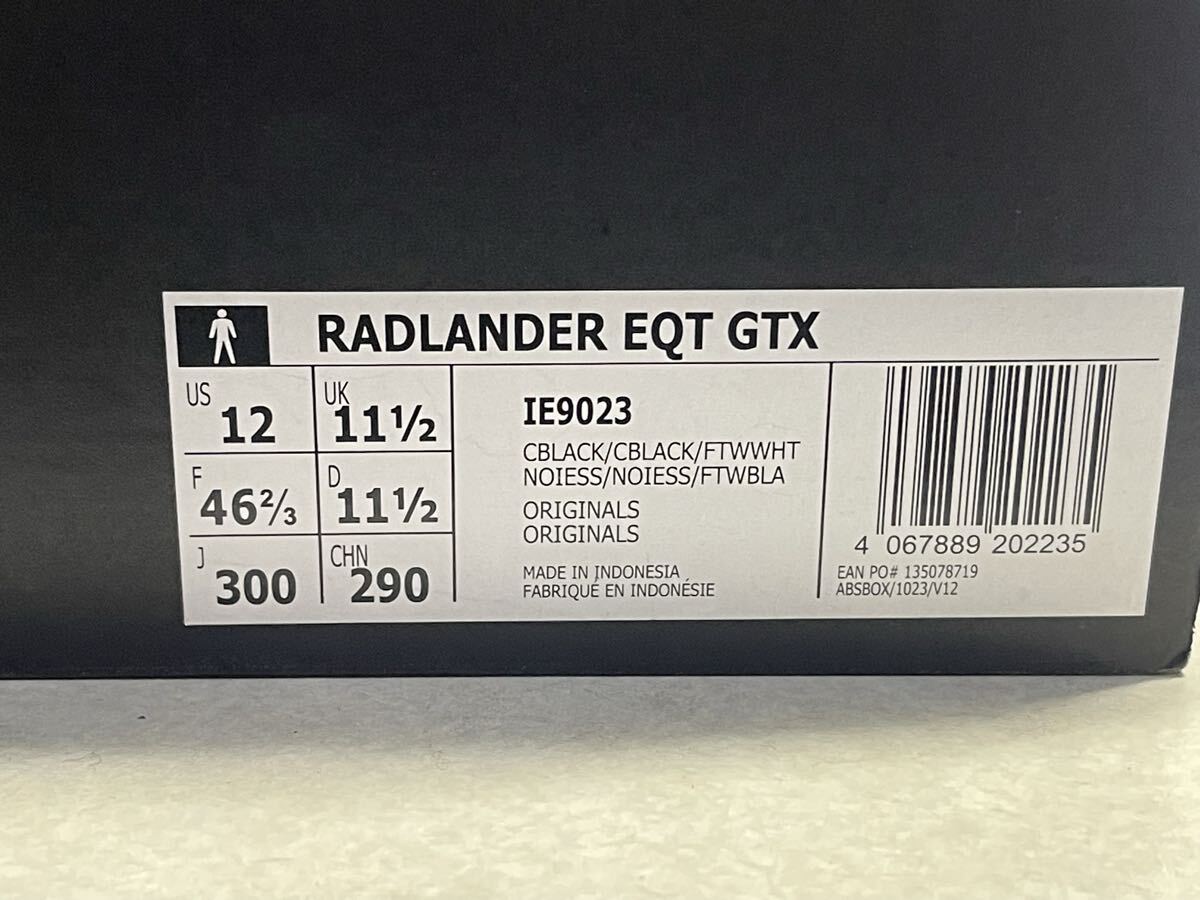 RADLANDER EQT GTX
US 12
UK 11½
F 46⅔
D 11½
J 300
CHN 290
IE9023
CBLACK/CBLACK/FTWWHT
NOIESS/NOIESS/FTWBLA
ORIGINALS
ORIGINALS
MADE IN INDONESIA
FABRIQUÉ EN INDONÉSIE
4 067889 202235
EAN PO# 135078719
ABSBOX/1023/V12